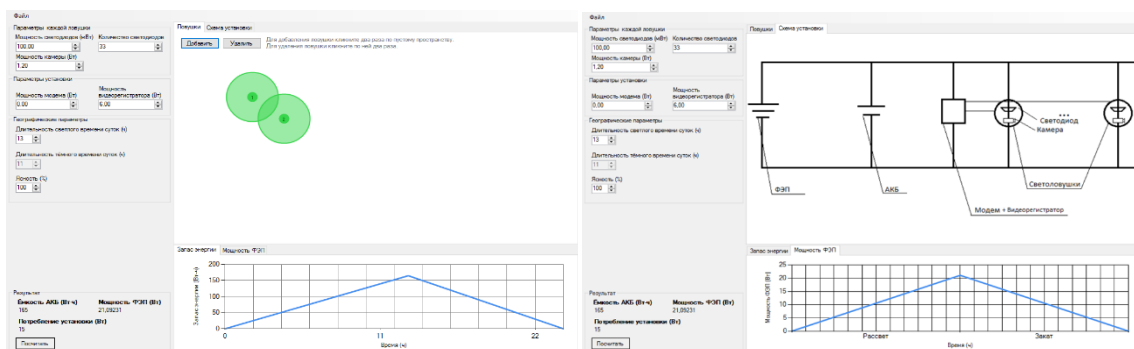 Файл
Параметры каждой ловушки
Мощность светодиодов (мВт) Количество светодиодов
100,00 33
Мощность камеры (Вт)
1,20
Параметры установки
Мощность модема (Вт) Мощность видеорегистратора (Вт)
0,00 6,00
Географические параметры
Длительность светлого времени суток (ч)
13
Длительность тёмного времени суток (ч)
11
Ясность (%)
100
Результат
Ёмкость АКБ (Вт·ч) Мощность ФЭП (Вт)
165 21,09231
Потребление установки (Вт)
15
Посчитать
Ловушки Схема установки
Добавить Удалить
Для добавления ловушки кликните два раза по пустому пространству.
Для удаления ловушки кликните по ней два раза.
1
2
Запас энергии Мощность ФЭП
Запас энергии (Вт·ч)
200
150
100
50
0
0 11 22
Время (ч)
Файл
Параметры каждой ловушки
Мощность светодиодов (мВт) Количество светодиодов
100,00 33
Мощность камеры (Вт)
1,20
Параметры установки
Мощность модема (Вт) Мощность видеорегистратора (Вт)
0,00 6,00
Географические параметры
Длительность светлого времени суток (ч)
13
Длительность тёмного времени суток (ч)
11
Ясность (%)
100
Результат
Ёмкость АКБ (Вт·ч) Мощность ФЭП (Вт)
165 21,09231
Потребление установки (Вт)
15
Посчитать
Ловушки Схема установки
...
Светодиод
Камера
ФЭП
АКБ
Светоловушки
Модем + Видеорегистратор
Запас энергии Мощность ФЭП
Мощность ФЭП (Вт)
25
20
15
10
5
0
Рассвет Закат
Время (ч)